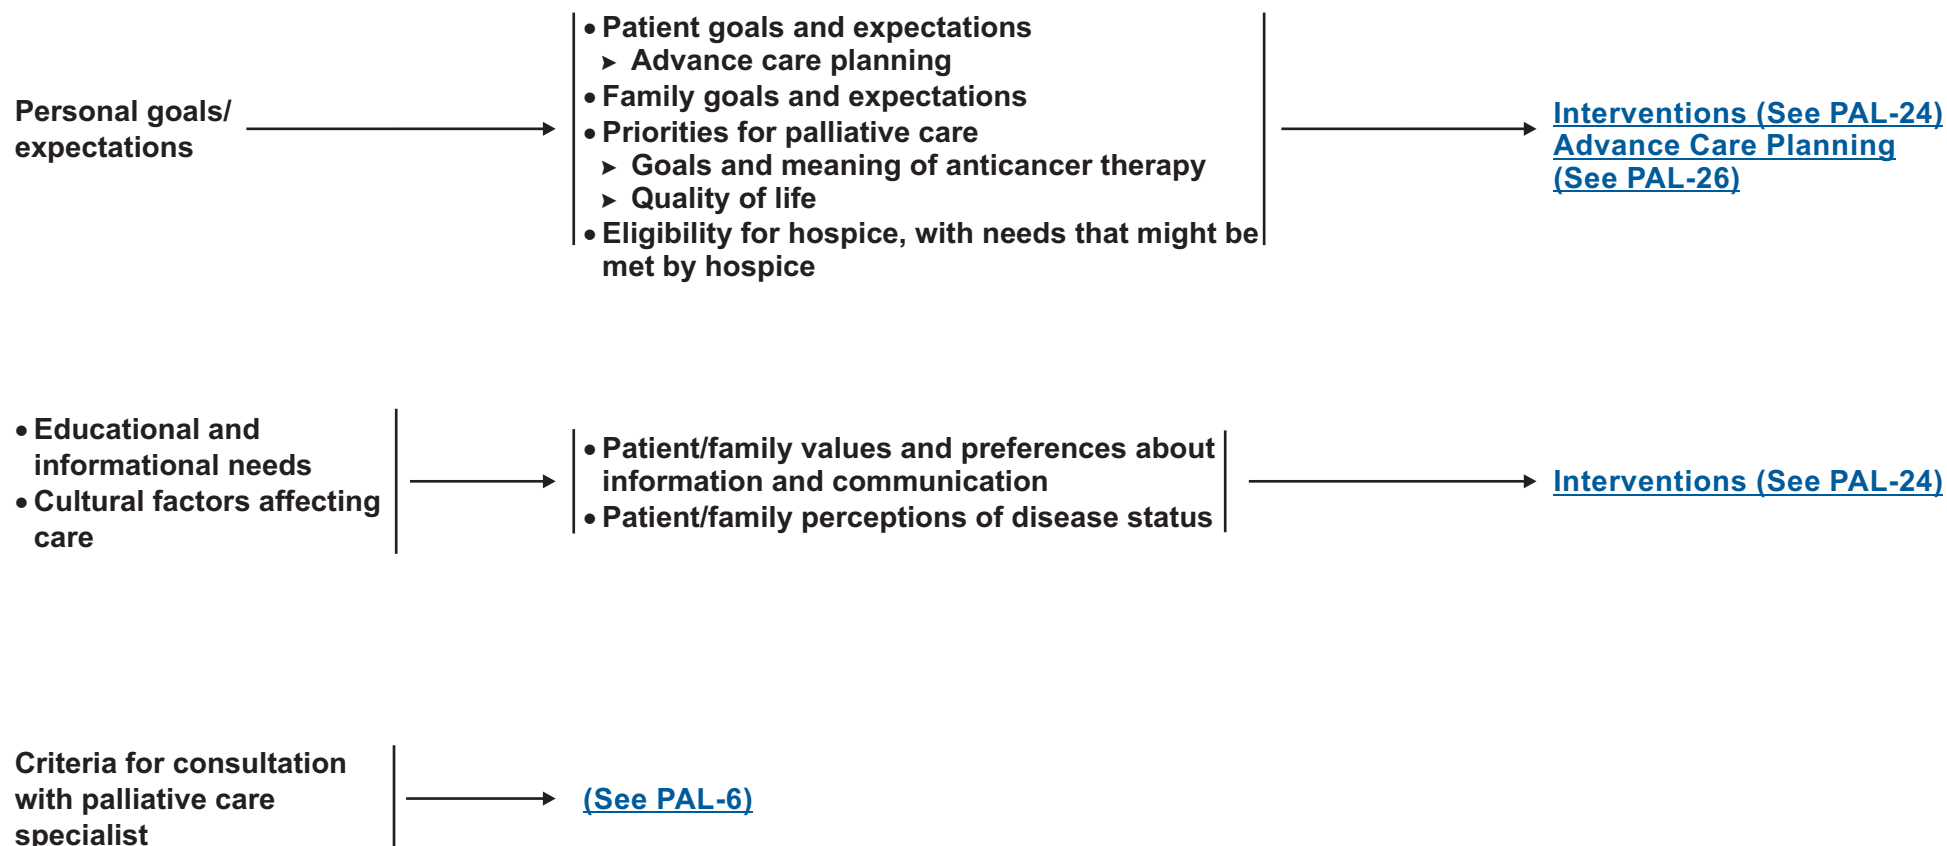 Personal goals/
expectations
• Patient goals and expectations
➤ Advance care planning
• Family goals and expectations
• Priorities for palliative care
➤ Goals and meaning of anticancer therapy
➤ Quality of life
• Eligibility for hospice, with needs that might be
met by hospice
Interventions (See PAL-24)
Advance Care Planning
(See PAL-26)
• Educational and
informational needs
• Cultural factors affecting
care
• Patient/family values and preferences about
information and communication
• Patient/family perceptions of disease status
Interventions (See PAL-24)
Criteria for consultation
with palliative care
specialist
(See PAL-6)